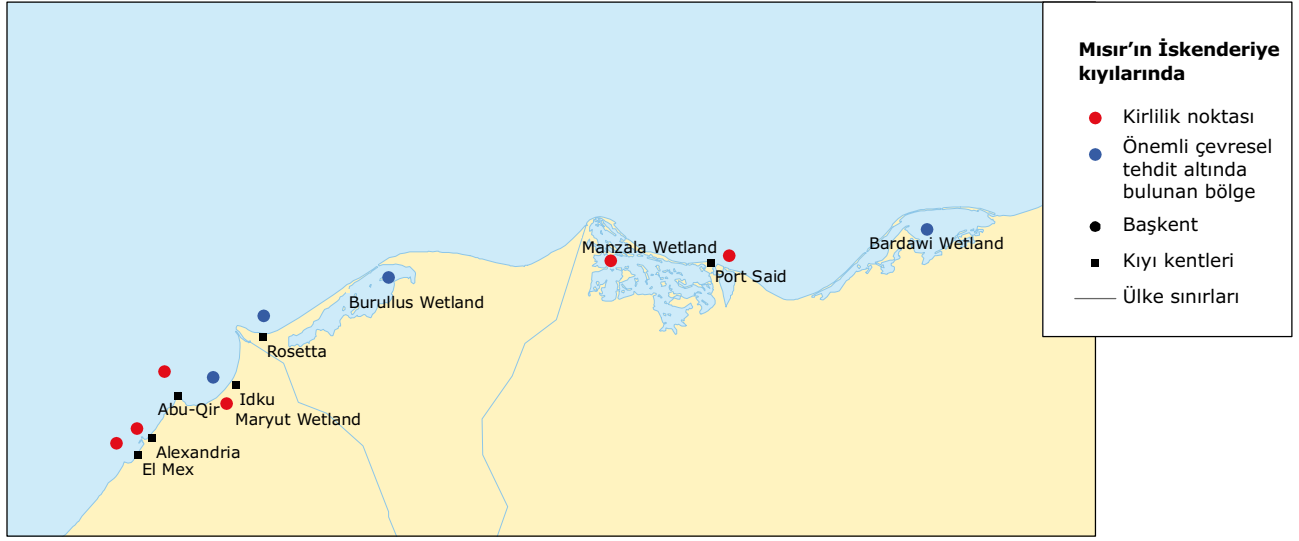 Mısır’ın İskenderiye
kıyılarında
Kirlilik noktası
Önemli çevresel
tehdit altında
bulunan bölge
Başkent
Kıyı kentleri
Ülke sınırları
Manzala Wetland
Bardawi Wetland
Port Said
Burullus Wetland
Rosetta
Idku
Abu-Qir
Maryut Wetland
Alexandria
El Mex